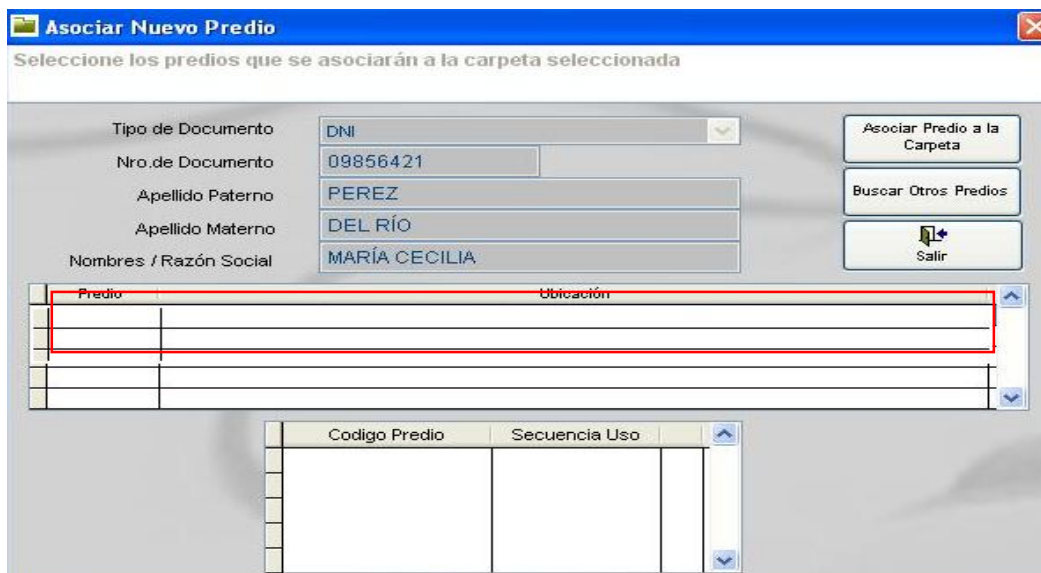 Asociar Nuevo Predio
Seleccione los predios que se asociarán a la carpeta seleccionada
Tipo de Documento DNI
Nro.de Documento 09856421
Apellido Paterno PEREZ
Apellido Materno DEL RÍO
Nombres / Razón Social MARÍA CECILIA
Asociar Predio a la
Carpeta
Buscar Otros Predios
Salir
Predio Ubicación
Codigo Predio Secuencia Uso